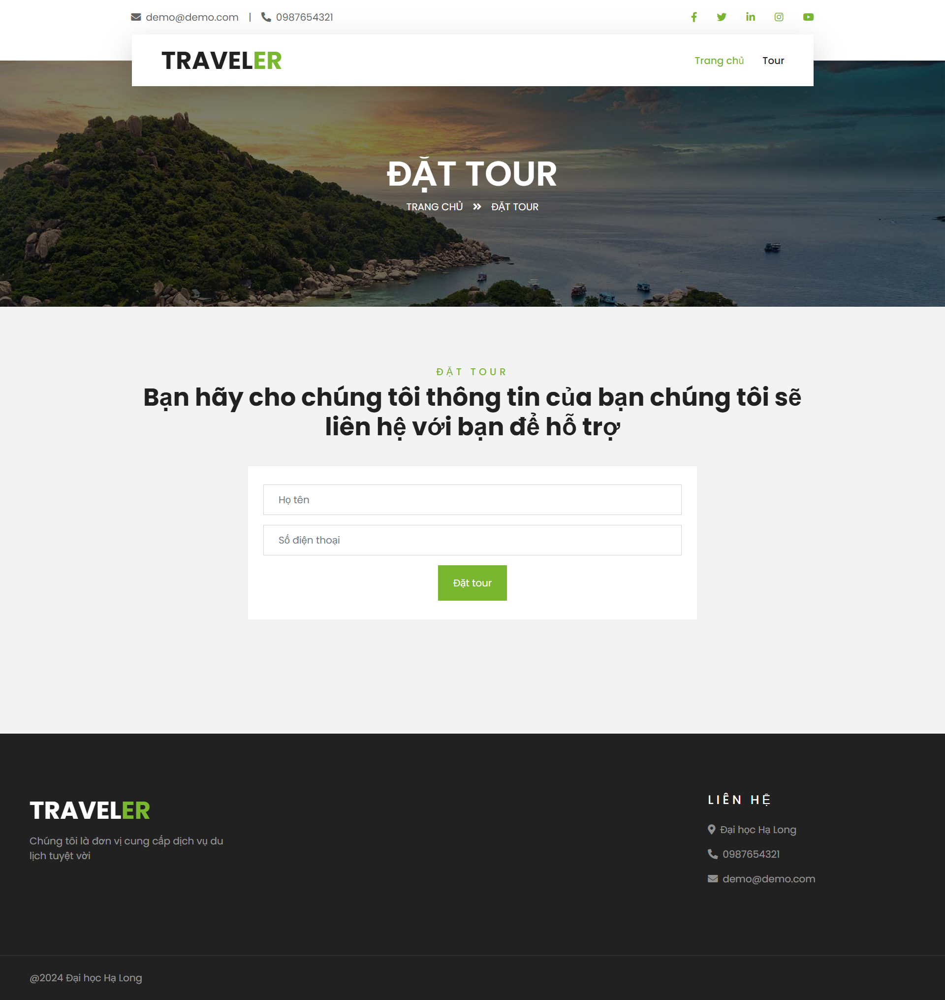 demo@demo.com | 0987654321
TRAVELER
Trang chủ Tour
ĐẶT TOUR
TRANG CHỦ » ĐẶT TOUR
ĐẶT TOUR
Bạn hãy cho chúng tôi thông tin của bạn chúng tôi sẽ
liên hệ với bạn để hỗ trợ
Họ tên
Số điện thoại
Đặt tour
TRAVELER
Chúng tôi là đơn vị cung cấp dịch vụ du
lịch tuyệt vời
LIÊN HỆ
Đại học Hạ Long
0987654321
demo@demo.com
@2024 Đại học Hạ Long